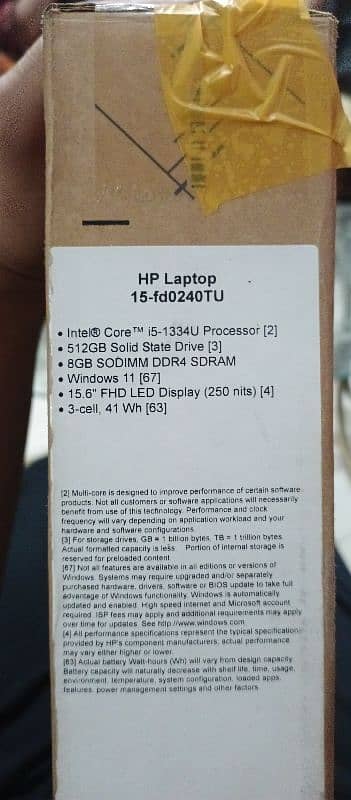 HP Laptop
15-fd0240TU
• Intel® Core™ i5-1334U Processor [2]
• 512GB Solid State Drive [3]
• 8GB SODIMM DDR4 SDRAM
• Windows 11 [67]
• 15.6" FHD LED Display (250 nits) [4]
• 3-cell, 41 Wh [63]
[2] Multi-core is designed to improve performance of certain software
products. Not all customers or software applications will necessarily
benefit from use of this technology. Performance and clock
frequency will vary depending on application workload and your
hardware and software configurations.
[3] For storage drives, GB = 1 billion bytes, TB = 1 trillion bytes.
Actual formatted capacity is less. Portion of internal storage is
reserved for preloaded content.
[67] Not all features are available in all editions or versions of
Windows. Systems may require upgraded and/or separately
purchased hardware, drivers, software or BIOS update to take full
advantage of Windows functionality. Windows is automatically
updated and enabled. High speed internet and Microsoft account
required. ISP fees may apply and additional requirements may apply
over time for updates. See http://www.windows.com
[4] All performance specifications represent the typical specification
provided by HP's component manufacturers; actual performance
may vary either higher or lower.
[63] Actual battery Watt-hours (Wh) will vary from design capacity.
Battery capacity will naturally decrease with shelf life, time, usage,
environment, temperature, system configuration, loaded apps,
features, power management settings and other factors.